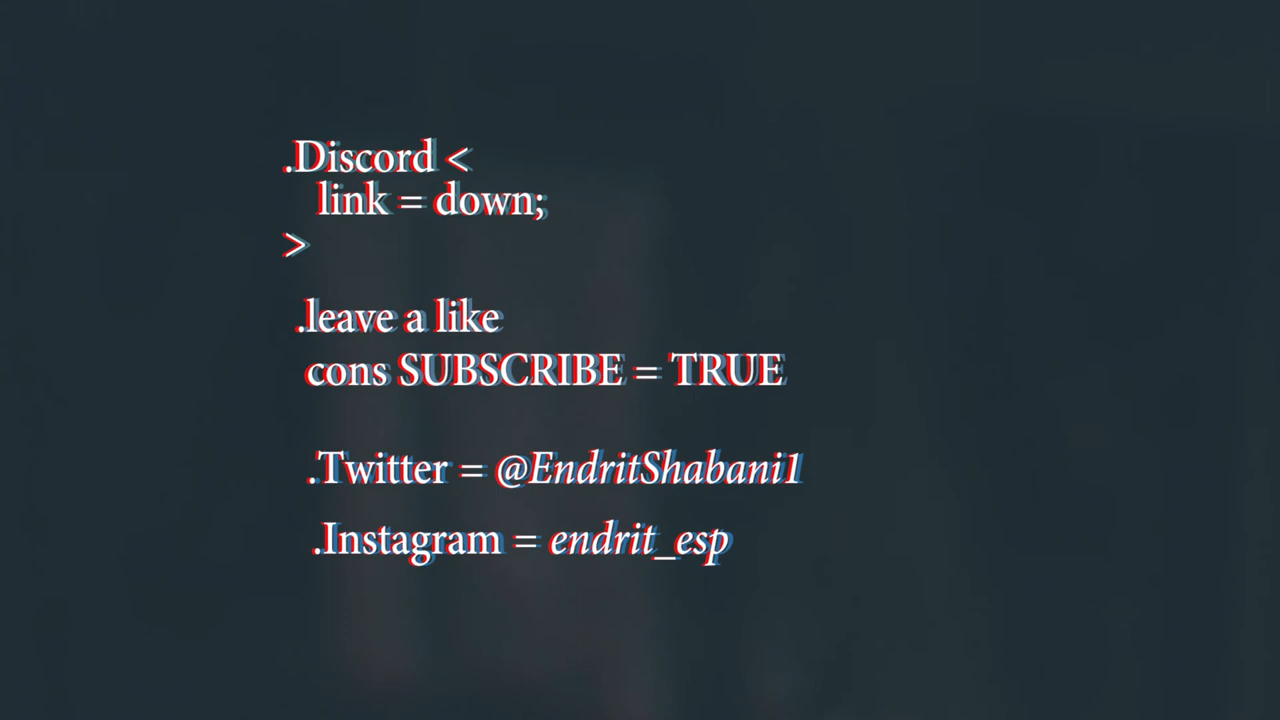 .Discord <
link = down;
>
.leave a like
cons SUBSCRIBE = TRUE
.Twitter = @EndritShabani1
.Instagram = endrit_esp